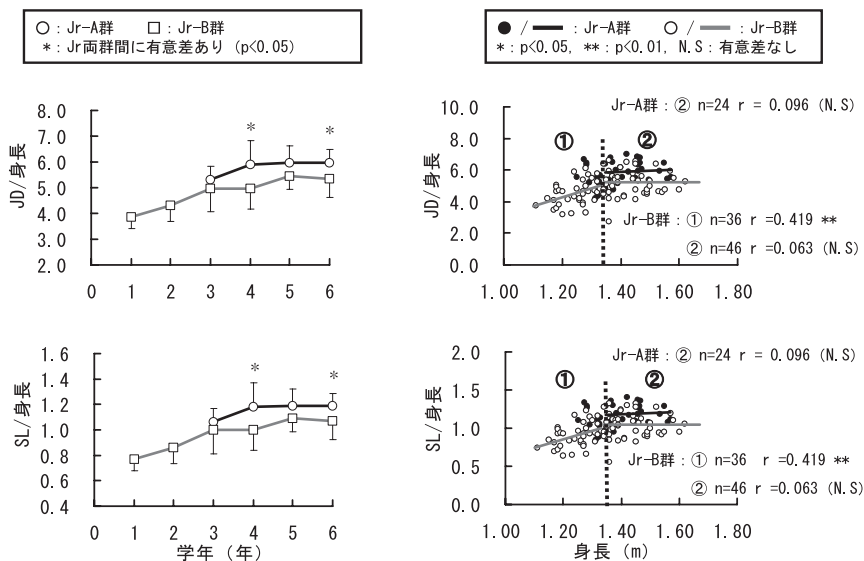 ○ : Jr-A群 □ : Jr-B群
* : Jr両群間に有意差あり (p<0.05)
● / ━ : Jr-A群 ○ / ━ : Jr-B群
* : p<0.05, ** : p<0.01, N.S : 有意差なし
JD/身長
8.0
7.0
6.0
5.0
4.0
3.0
2.0
* *
0 1 2 3 4 5 6
JD/身長
10.0
8.0
6.0
4.0
2.0
0.0
Jr-A群 : ② n=24 r = 0.096 (N.S)
① ②
Jr-B群 : ① n=36 r =0.419 **
② n=46 r =0.063 (N.S)
1.00 1.20 1.40 1.60 1.80
SL/身長
1.6
1.4
1.2
1.0
0.8
0.6
0.4
* *
0 1 2 3 4 5 6
学年 (年)
SL/身長
2.0
1.5
1.0
0.5
0.0
Jr-A群 : ② n=24 r = 0.096 (N.S)
① ②
Jr-B群 : ① n=36 r =0.419 **
② n=46 r =0.063 (N.S)
1.00 1.20 1.40 1.60 1.80
身長 (m)